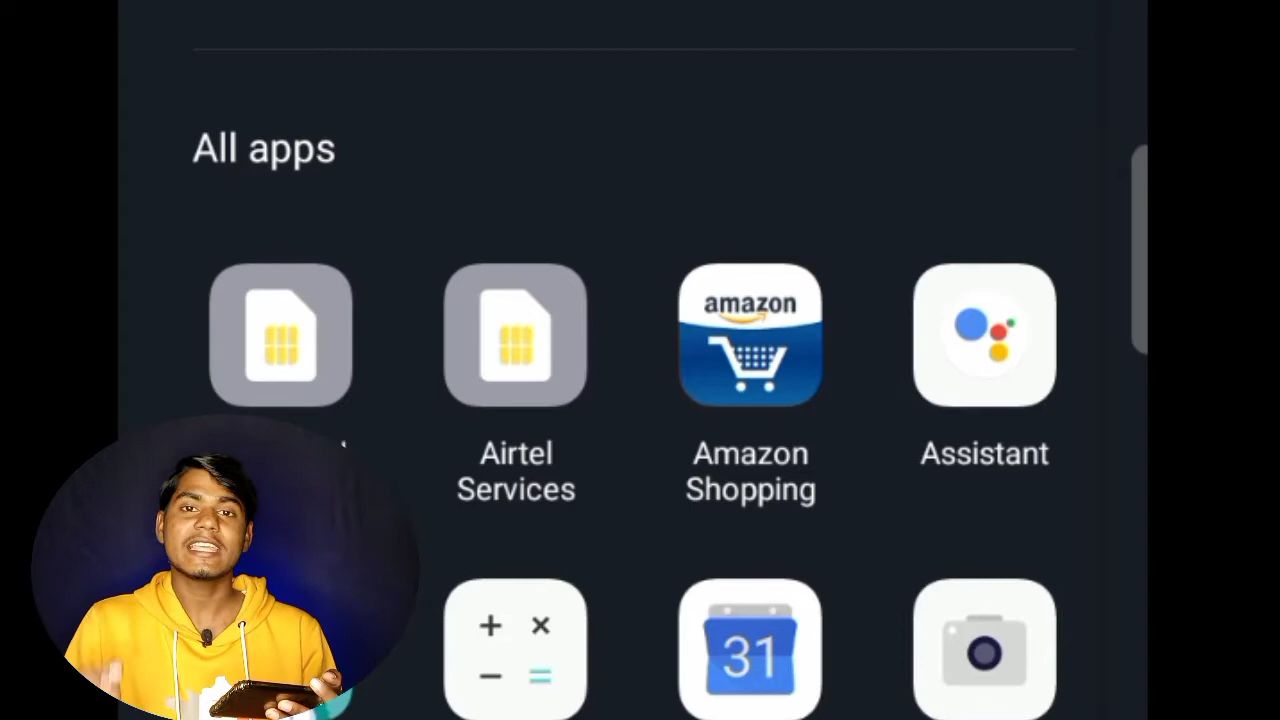 All apps
amazon
Airtel
Services
Amazon
Shopping
Assistant
+ ×
− =
31